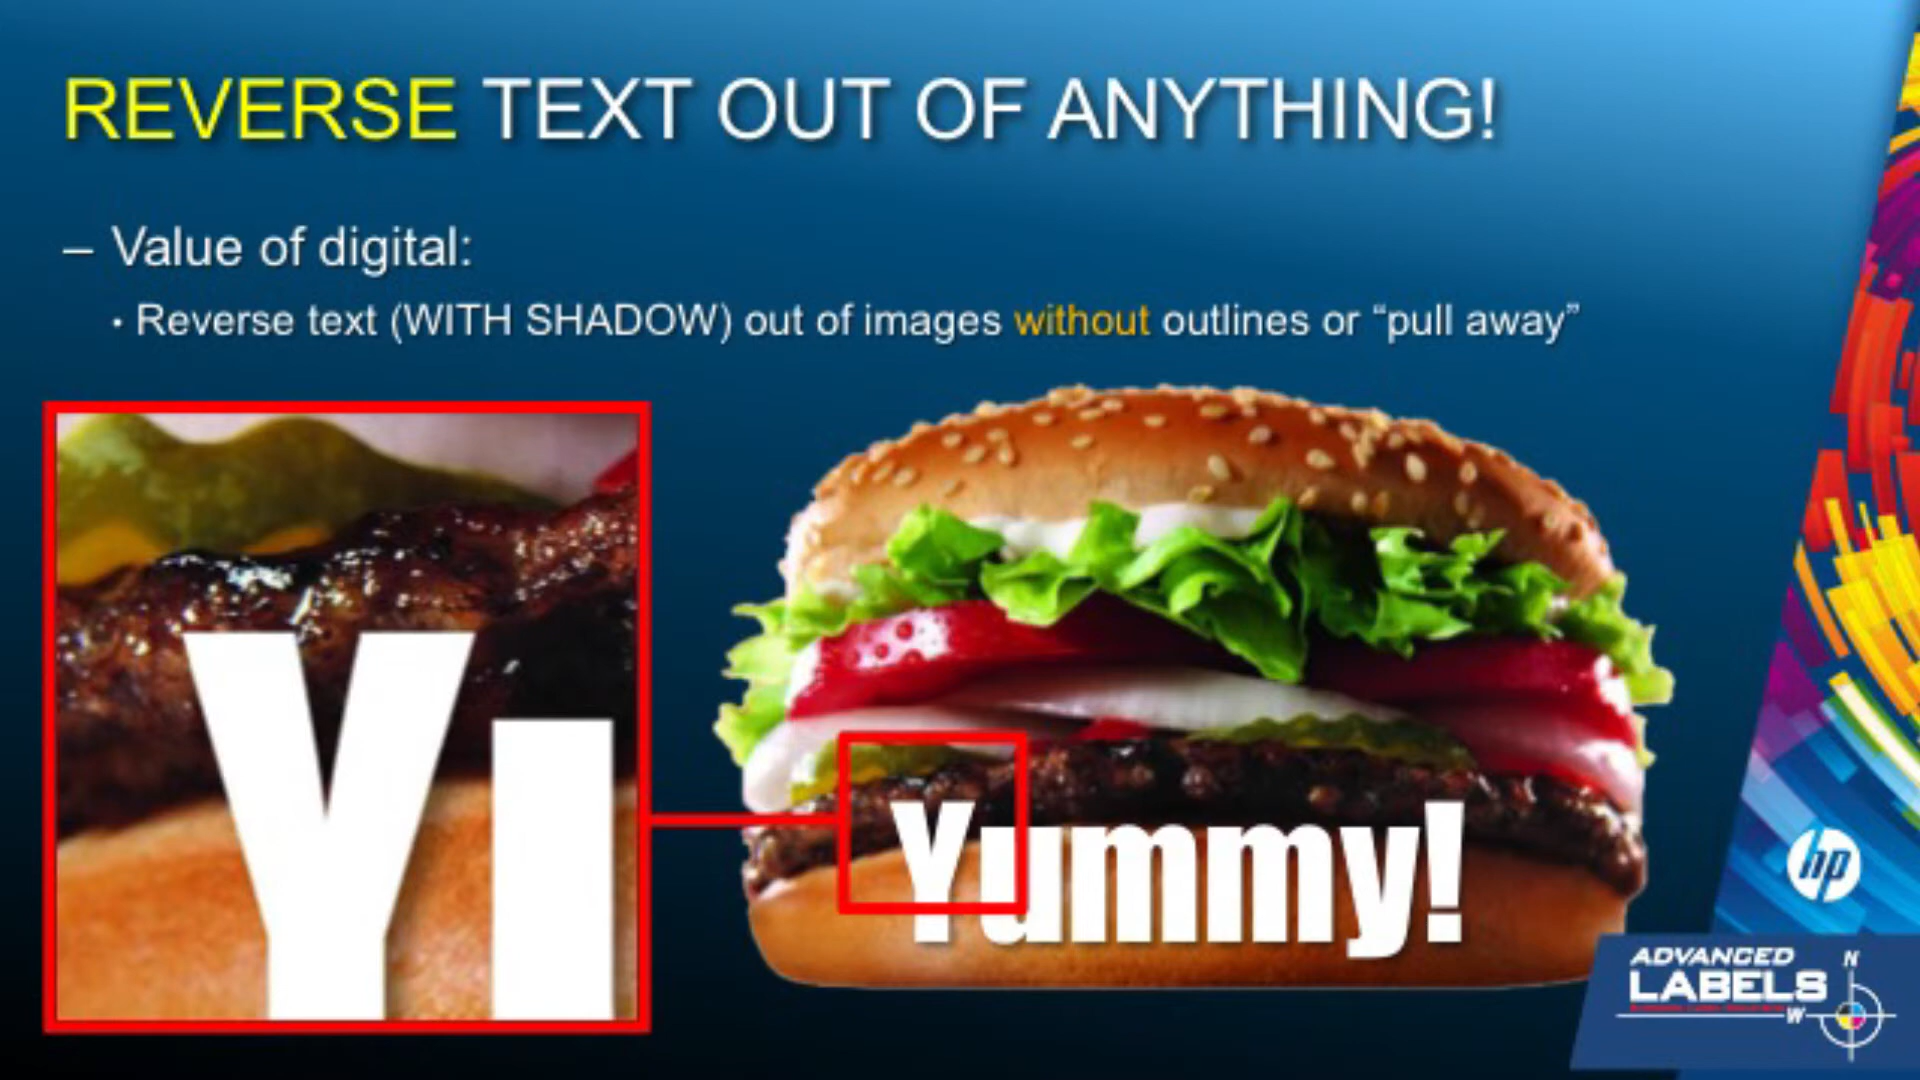 REVERSE TEXT OUT OF ANYTHING!
– Value of digital:
• Reverse text (WITH SHADOW) out of images without outlines or “pull away”
Yummy!
hp
ADVANCED
LABELS
N
W